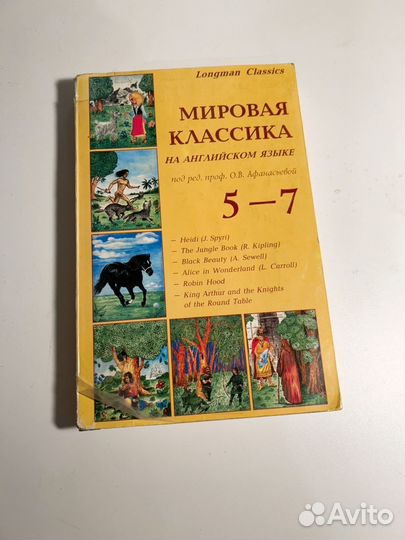 Longman Classics
МИРОВАЯ
КЛАССИКА
НА АНГЛИЙСКОМ ЯЗЫКЕ
под ред. проф. О.В. Афанасьевой
5 — 7
— Heidi (J. Spyri)
— The Jungle Book (R. Kipling)
— Black Beauty (A. Sewell)
— Alice in Wonderland (L. Carroll)
— Robin Hood
— King Arthur and the Knights
of the Round Table
Avito